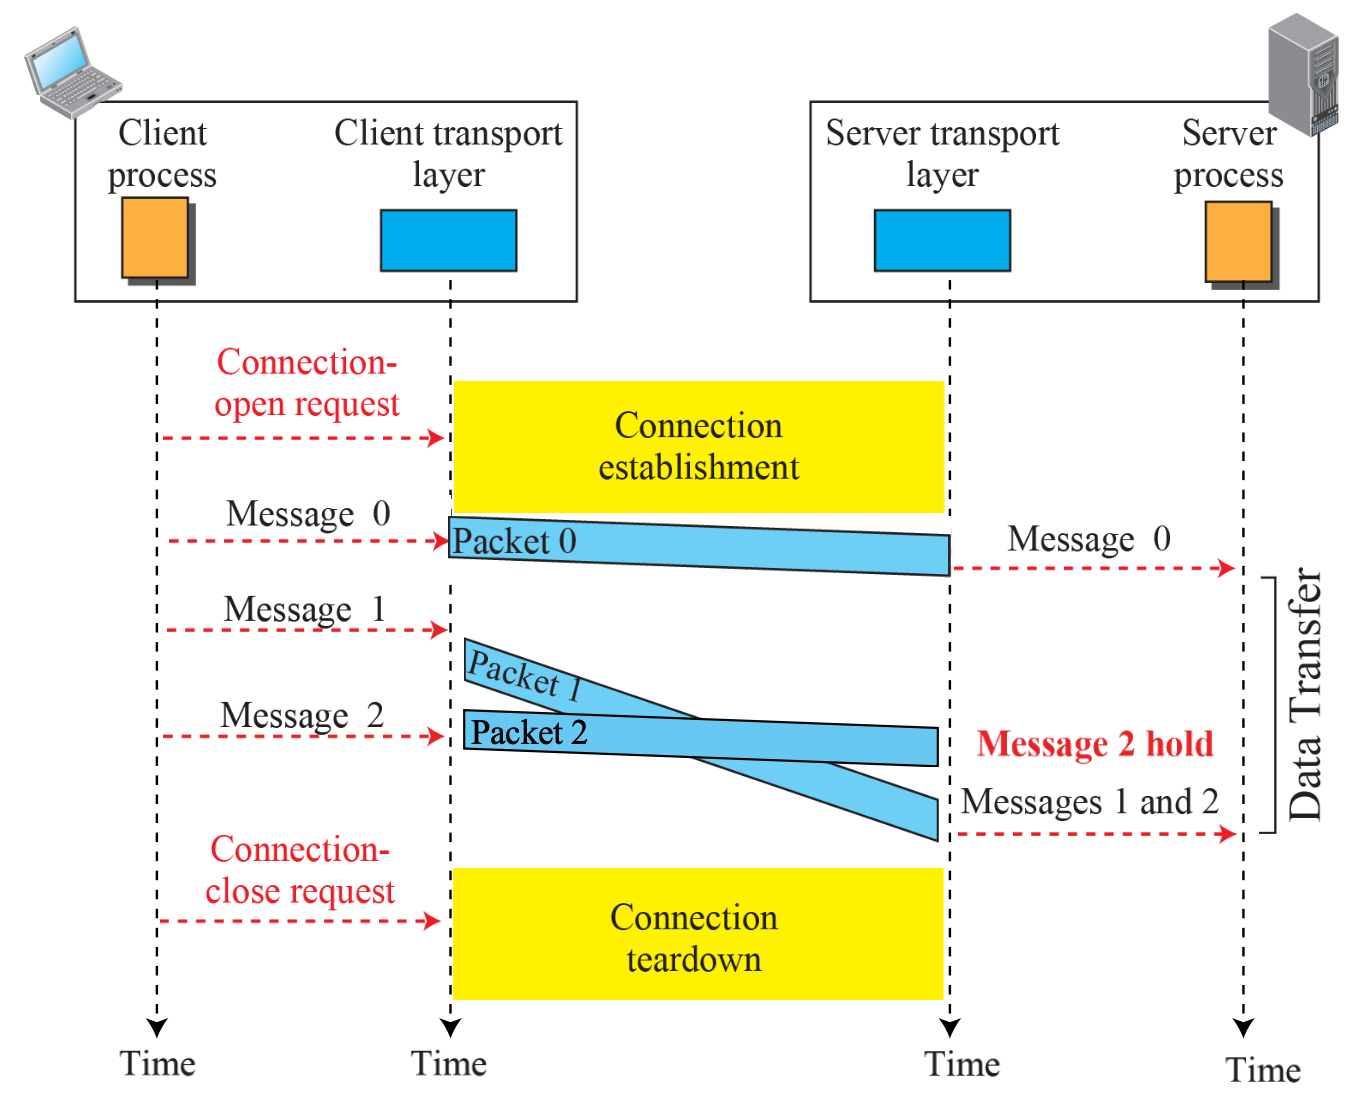 Client
process
Client transport
layer
Server transport
layer
Server
process
Connection-
open request
Connection
establishment
Message 0
Packet 0
Message 0
Message 1
Packet 1
Message 2
Packet 2
Message 2 hold
Messages 1 and 2
Data Transfer
Connection-
close request
Connection
teardown
Time
Time
Time
Time